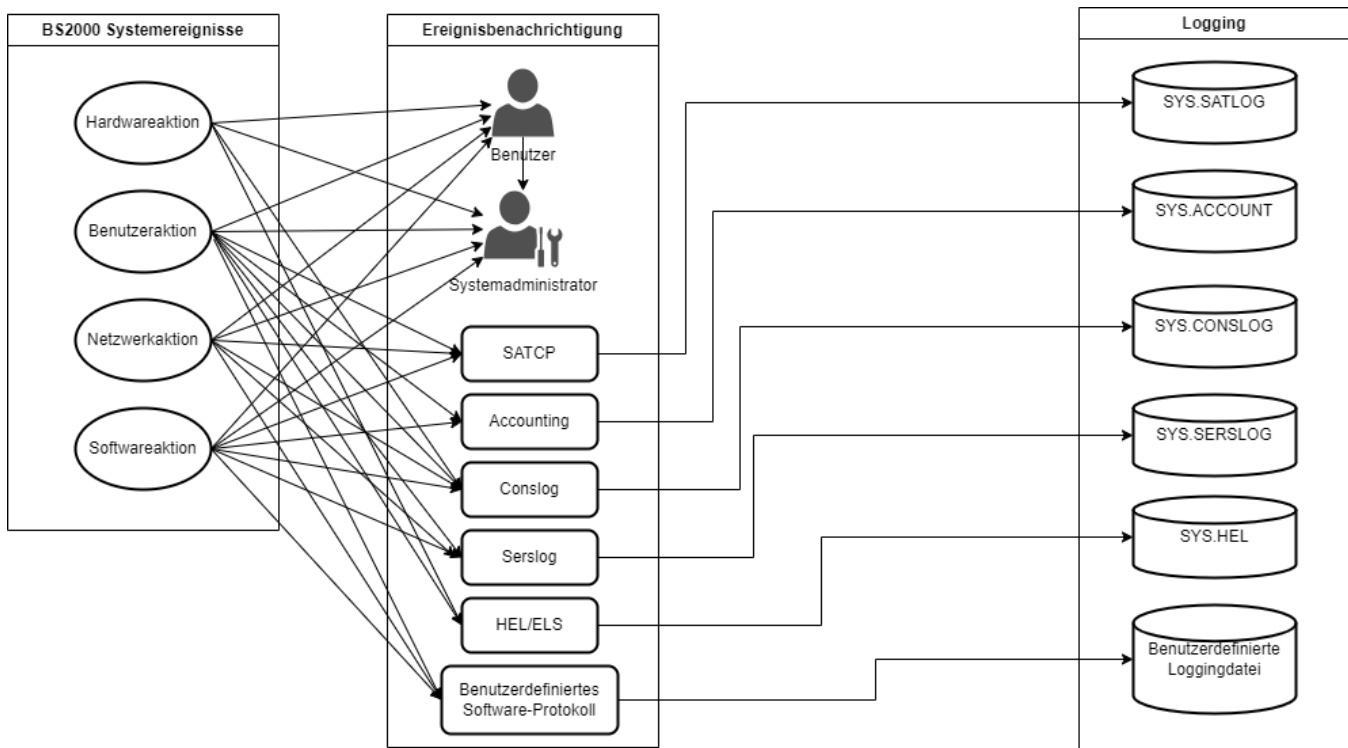 BS2000 Systemereignisse
Hardwareaktion
Benutzeraktion
Netzwerkaktion
Softwareaktion
Ereignisbenachrichtigung
Benutzer
Systemadministrator
SATCP
Accounting
Conslog
Serslog
HEL/ELS
Benutzerdefiniertes
Software-Protokoll
Logging
SYS.SATLOG
SYS.ACCOUNT
SYS.CONSLOG
SYS.SERSLOG
SYS.HEL
Benutzerdefinierte
Loggingdatei